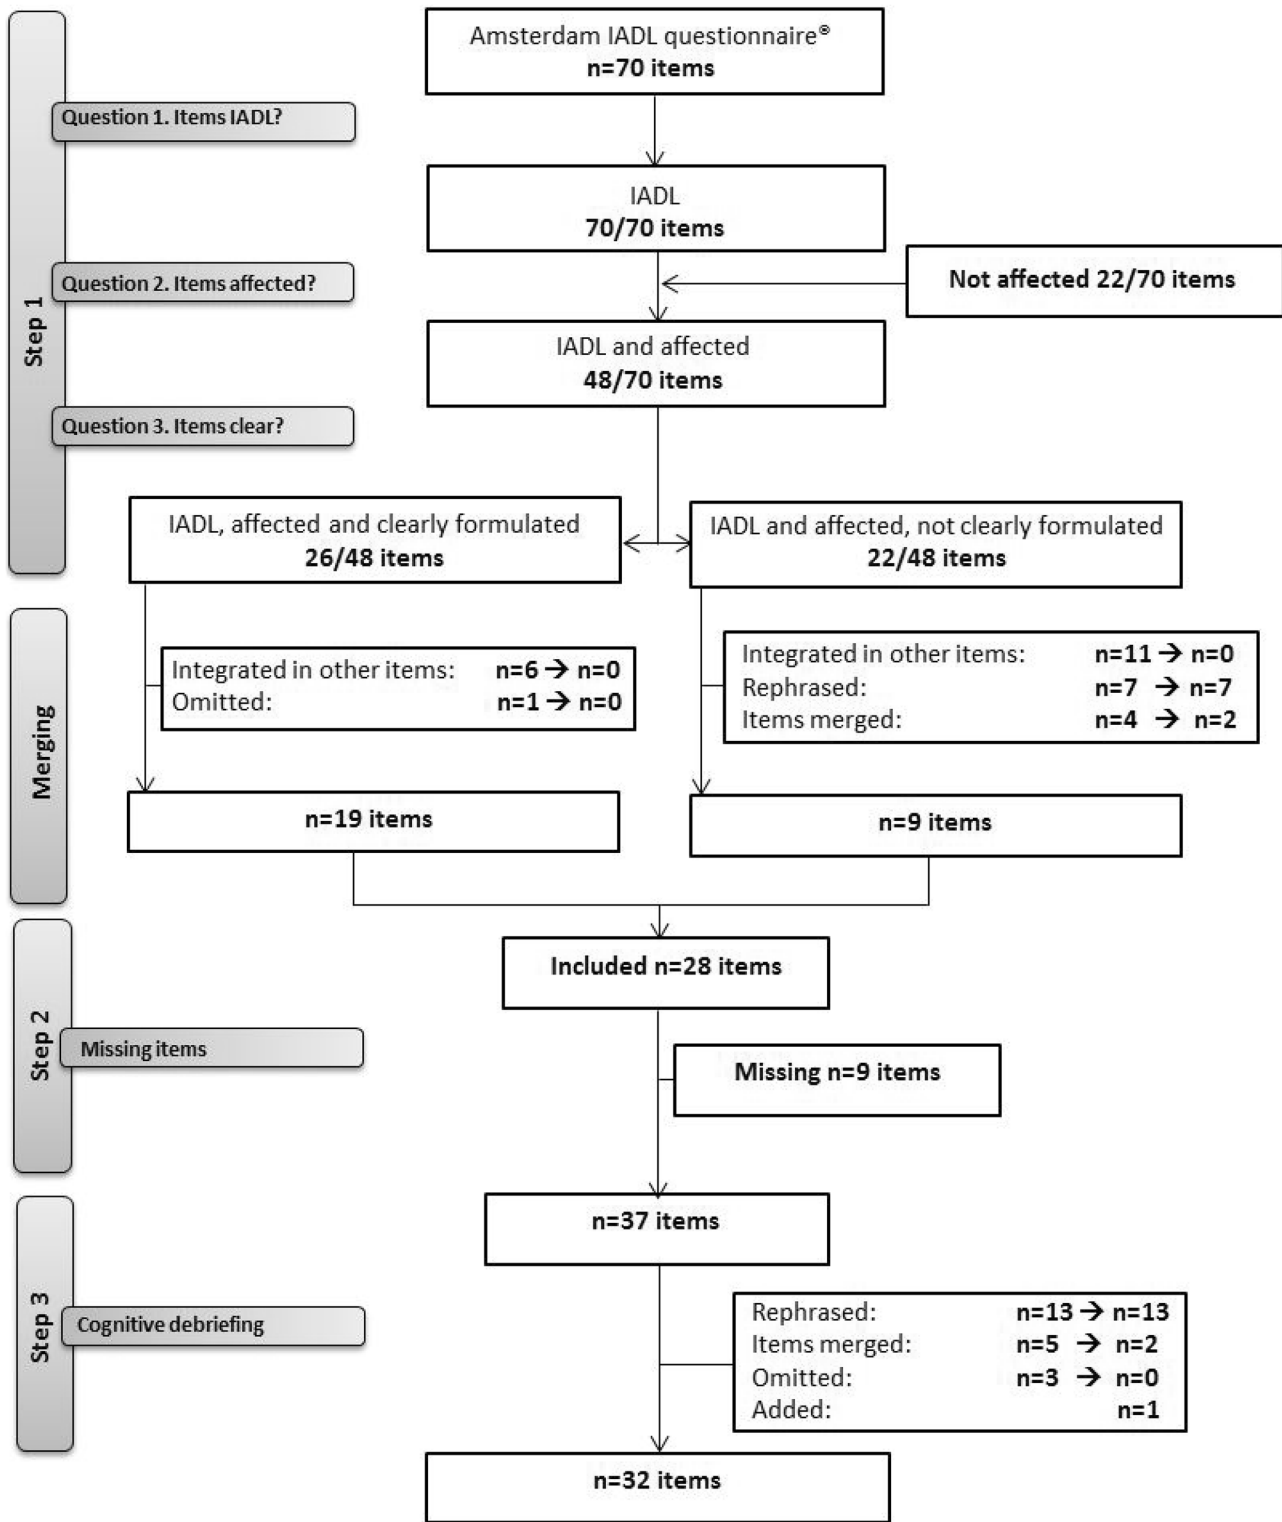 Amsterdam IADL questionnaire®
n=70 items
Step 1
Question 1. Items IADL?
IADL
70/70 items
Question 2. Items affected?
Not affected 22/70 items
IADL and affected
48/70 items
Question 3. Items clear?
IADL, affected and clearly formulated
26/48 items
IADL and affected, not clearly formulated
22/48 items
Merging
Integrated in other items: n=6 → n=0
Omitted: n=1 → n=0
Integrated in other items: n=11 → n=0
Rephrased: n=7 → n=7
Items merged: n=4 → n=2
n=19 items
n=9 items
Included n=28 items
Step 2
Missing items
Missing n=9 items
n=37 items
Step 3
Cognitive debriefing
Rephrased: n=13 → n=13
Items merged: n=5 → n=2
Omitted: n=3 → n=0
Added: n=1
n=32 items